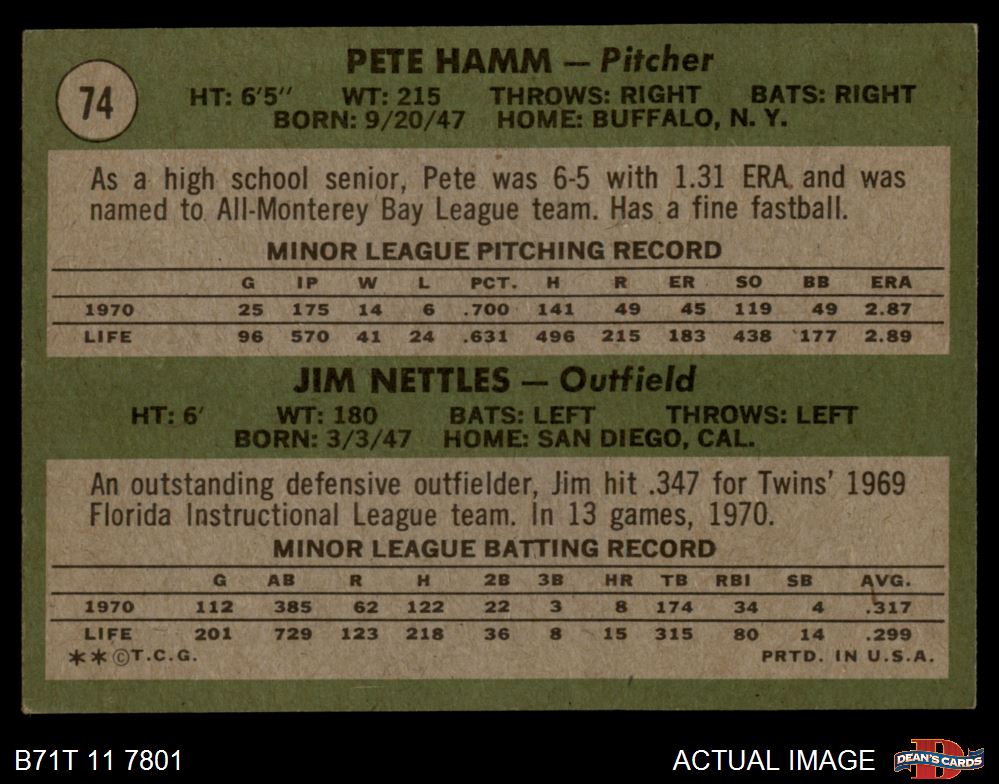 74
PETE HAMM — Pitcher
HT: 6'5" WT: 215 THROWS: RIGHT BATS: RIGHT
BORN: 9/20/47 HOME: BUFFALO, N. Y.
As a high school senior, Pete was 6-5 with 1.31 ERA and was
named to All-Monterey Bay League team. Has a fine fastball.
MINOR LEAGUE PITCHING RECORD
G IP W L PCT. H R ER SO BB ERA
1970 25 175 14 6 .700 141 49 45 119 49 2.87
LIFE 96 570 41 24 .631 496 215 183 438 177 2.89
JIM NETTLES — Outfield
HT: 6' WT: 180 BATS: LEFT THROWS: LEFT
BORN: 3/3/47 HOME: SAN DIEGO, CAL.
An outstanding defensive outfielder, Jim hit .347 for Twins' 1969
Florida Instructional League team. In 13 games, 1970.
MINOR LEAGUE BATTING RECORD
G AB R H 2B 3B HR TB RBI SB AVG.
1970 112 385 62 122 22 3 8 174 34 4 .317
LIFE 201 729 123 218 36 8 15 315 80 14 .299
**©T.C.G. PRTD. IN U.S.A.
B71T 11 7801 ACTUAL IMAGE D DEAN'S CARDS